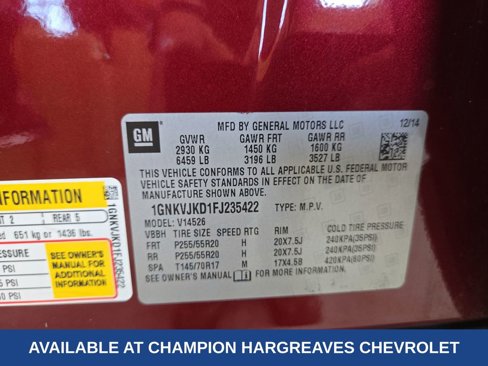 GM
MFD BY GENERAL MOTORS LLC 12/14
GVWR GAWR FRT GAWR RR
2930 KG 1450 KG 1600 KG
6459 LB 3196 LB 3527 LB
THIS VEHICLE CONFORMS TO ALL APPLICABLE U.S. FEDERAL MOTOR
VEHICLE SAFETY STANDARDS IN EFFECT ON THE DATE OF
MANUFACTURE SHOWN ABOVE.
1GNKVJKD1FJ235422 TYPE: M.P.V.
MODEL: V14526
VBBH TIRE SIZE SPEED RTG RIM COLD TIRE PRESSURE
FRT P255/55R20 H 20X7.5J 240KPA(35PSI)
RR P255/55R20 H 20X7.5J 240KPA(35PSI)
SPA T145/70R17 M 17X4.5B 420KPA(60PSI)
SEE OWNER'S MANUAL FOR MORE INFORMATION.
INFORMATION
2 REAR 5
651 kg or 1436 lbs.
SEE OWNER'S
MANUAL FOR
ADDITIONAL
INFORMATION
PSI
PSI
PSI
1GNKVJKD1FJ235422
AVAILABLE AT CHAMPION HARGREAVES CHEVROLET